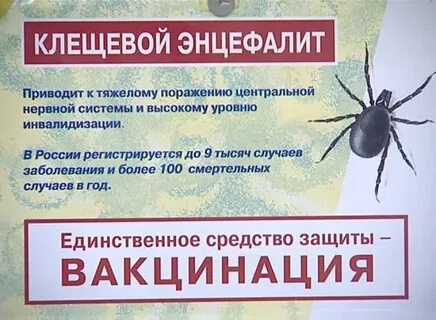 КЛЕЩЕВОЙ ЭНЦЕФАЛИТ
Приводит к тяжелому поражению центральной
нервной системы и высокому уровню
инвалидизации.
В России регистрируется до 9 тысяч случаев
заболевания и более 100 смертельных
случаев в год.
Единственное средство защиты –
ВАКЦИНАЦИЯ